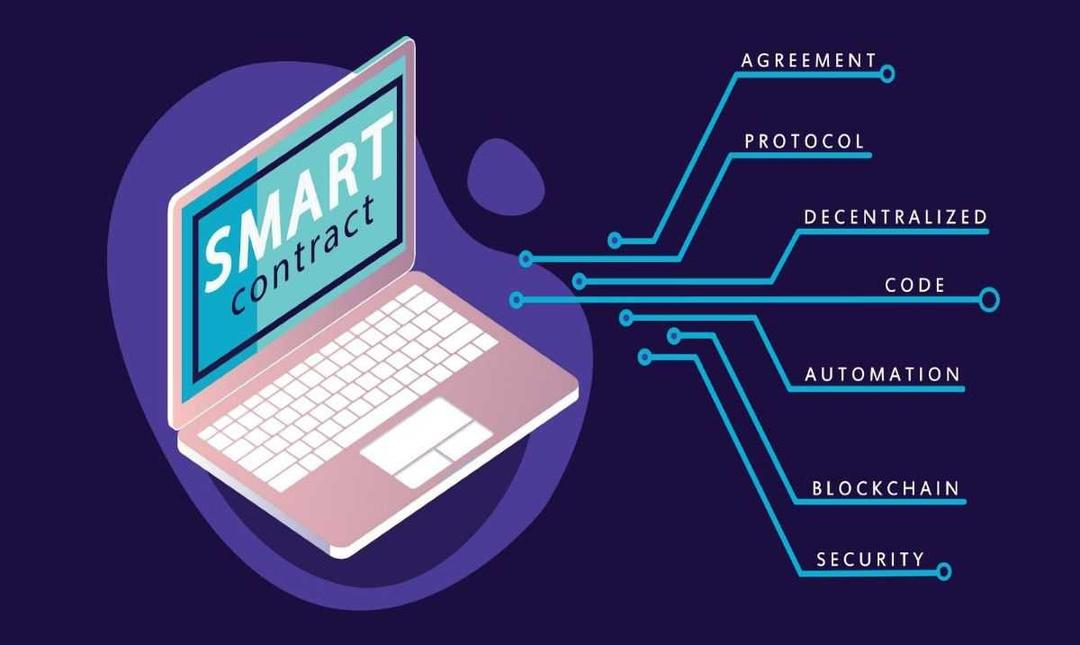 SMART
contract
AGREEMENT
PROTOCOL
DECENTRALIZED
CODE
AUTOMATION
BLOCKCHAIN
SECURITY